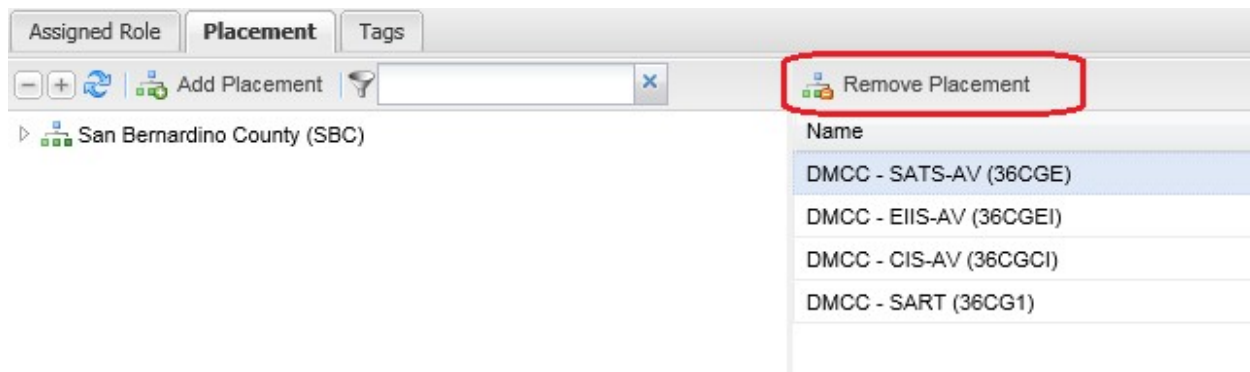 Assigned Role Placement Tags
Add Placement Remove Placement
San Bernardino County (SBC)
Name
DMCC - SATS-AV (36CGE)
DMCC - EIIS-AV (36CGEI)
DMCC - CIS-AV (36CGCI)
DMCC - SART (36CG1)